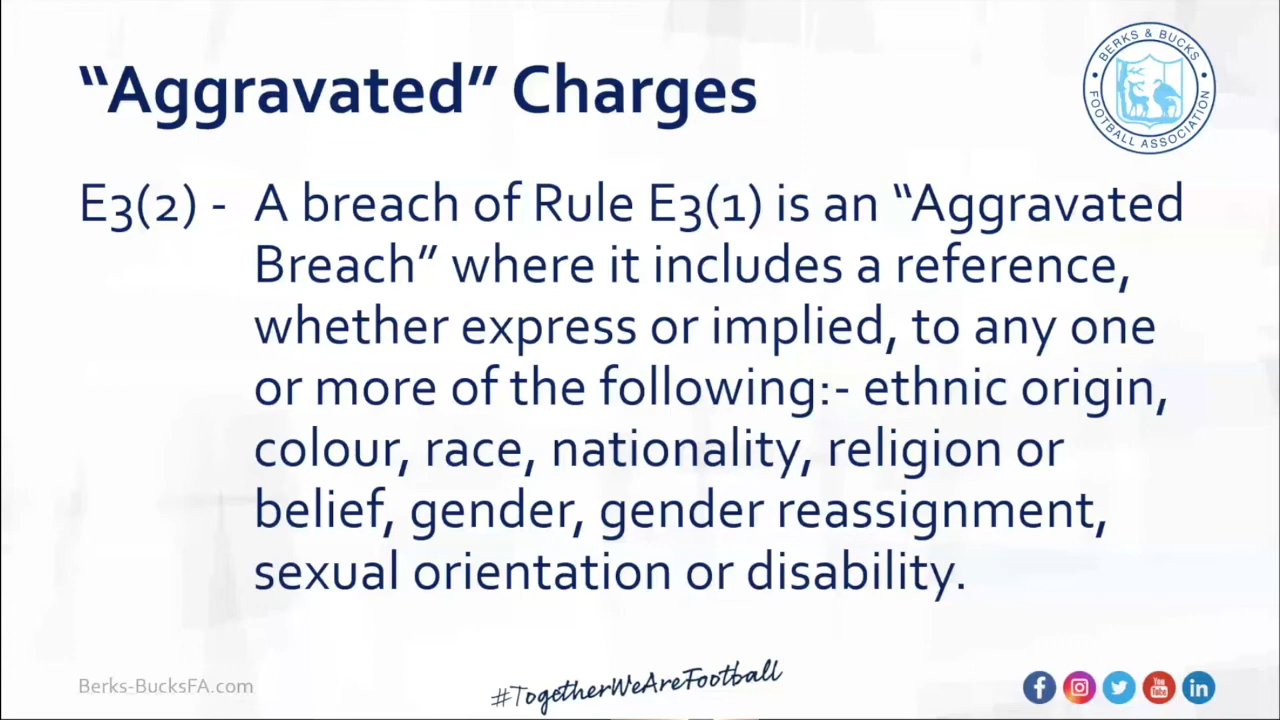 “Aggravated” Charges
BERKS & BUCKS
FOOTBALL ASSOCIATION
E3(2) - A breach of Rule E3(1) is an “Aggravated
Breach” where it includes a reference,
whether express or implied, to any one
or more of the following:- ethnic origin,
colour, race, nationality, religion or
belief, gender, gender reassignment,
sexual orientation or disability.
Berks-BucksFA.com
#TogetherWeAreFootball
You
Tube